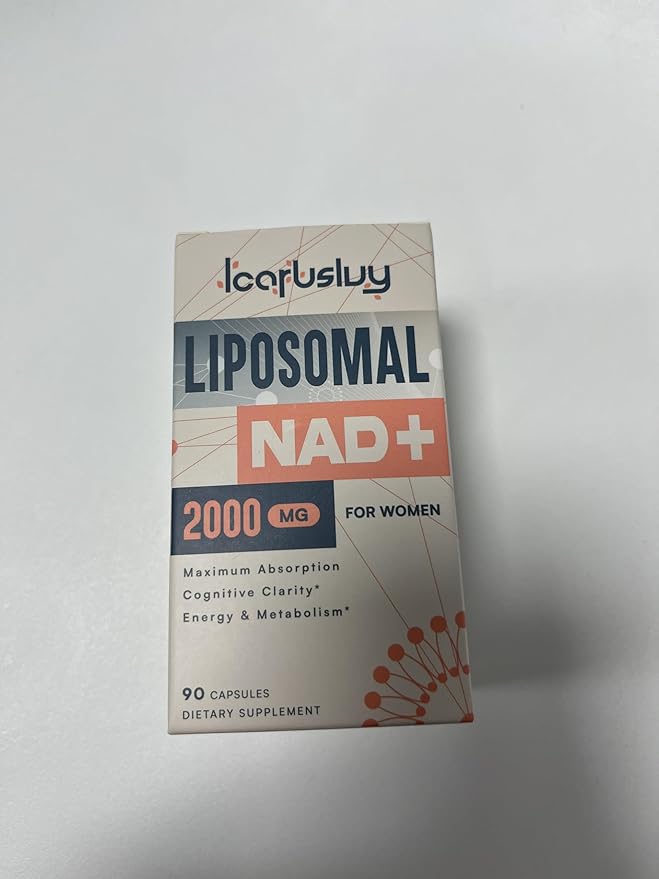 Icarusluy
LIPOSOMAL
NAD+
2000 MG FOR WOMEN
Maximum Absorption
Cognitive Clarity*
Energy & Metabolism*
90 CAPSULES
DIETARY SUPPLEMENT